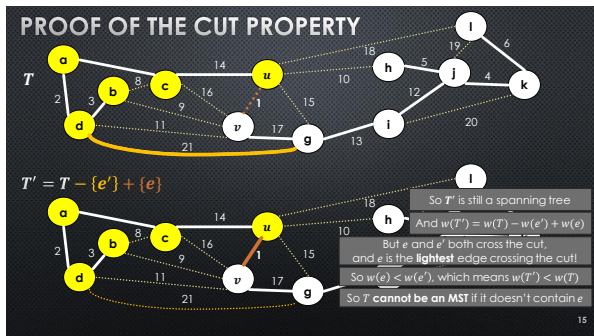 PROOF OF THE CUT PROPERTY
T
a
b
c
d
u
v
g
h
i
j
k
l
2
3
8
14
16
9
11
21
1
15
17
13
18
10
5
12
19
6
4
20
T′ = T − {e′} + {e}
a
b
c
d
u
v
g
h
l
2
3
8
14
16
9
11
21
1
15
17
18
10
So T′ is still a spanning tree
And w(T′) = w(T) − w(e′) + w(e)
But e and e′ both cross the cut,
and e is the lightest edge crossing the cut!
So w(e) < w(e′), which means w(T′) < w(T)
So T cannot be an MST if it doesn't contain e
15